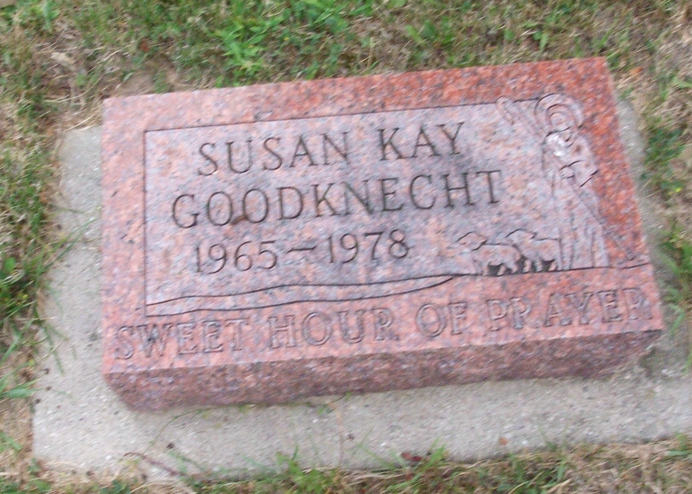 SUSAN KAY
GOODKNECHT
1965-1978
SWEET HOUR OF PRAYER